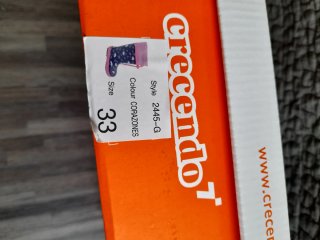 crecendo
Style 2445-G
Colour CORAZONES
Size 33
www.crecen